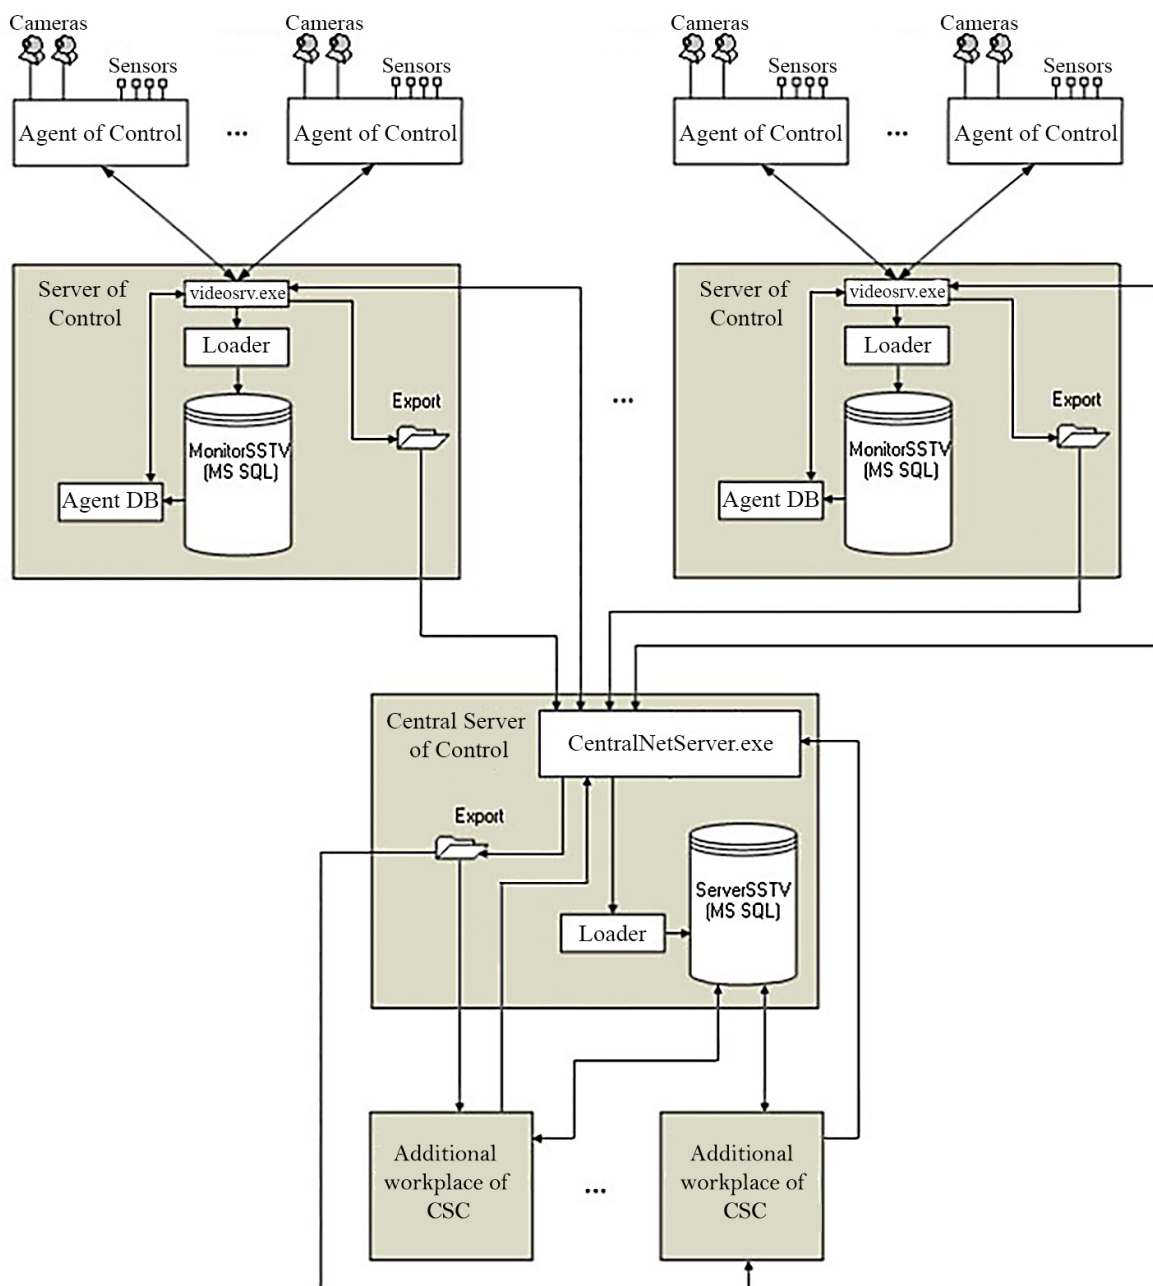 Cameras
Cameras
Cameras
Cameras
Sensors
Sensors
Sensors
Sensors
Agent of Control
...
Agent of Control
Agent of Control
...
Agent of Control
Server of
Control
videosrv.exe
Loader
Export
MonitorSSTV
(MS SQL)
Agent DB
...
Server of
Control
videosrv.exe
Loader
Export
MonitorSSTV
(MS SQL)
Agent DB
Central Server
of Control
CentralNetServer.exe
Export
ServerSSTV
(MS SQL)
Loader
Additional
workplace of
CSC
...
Additional
workplace of
CSC